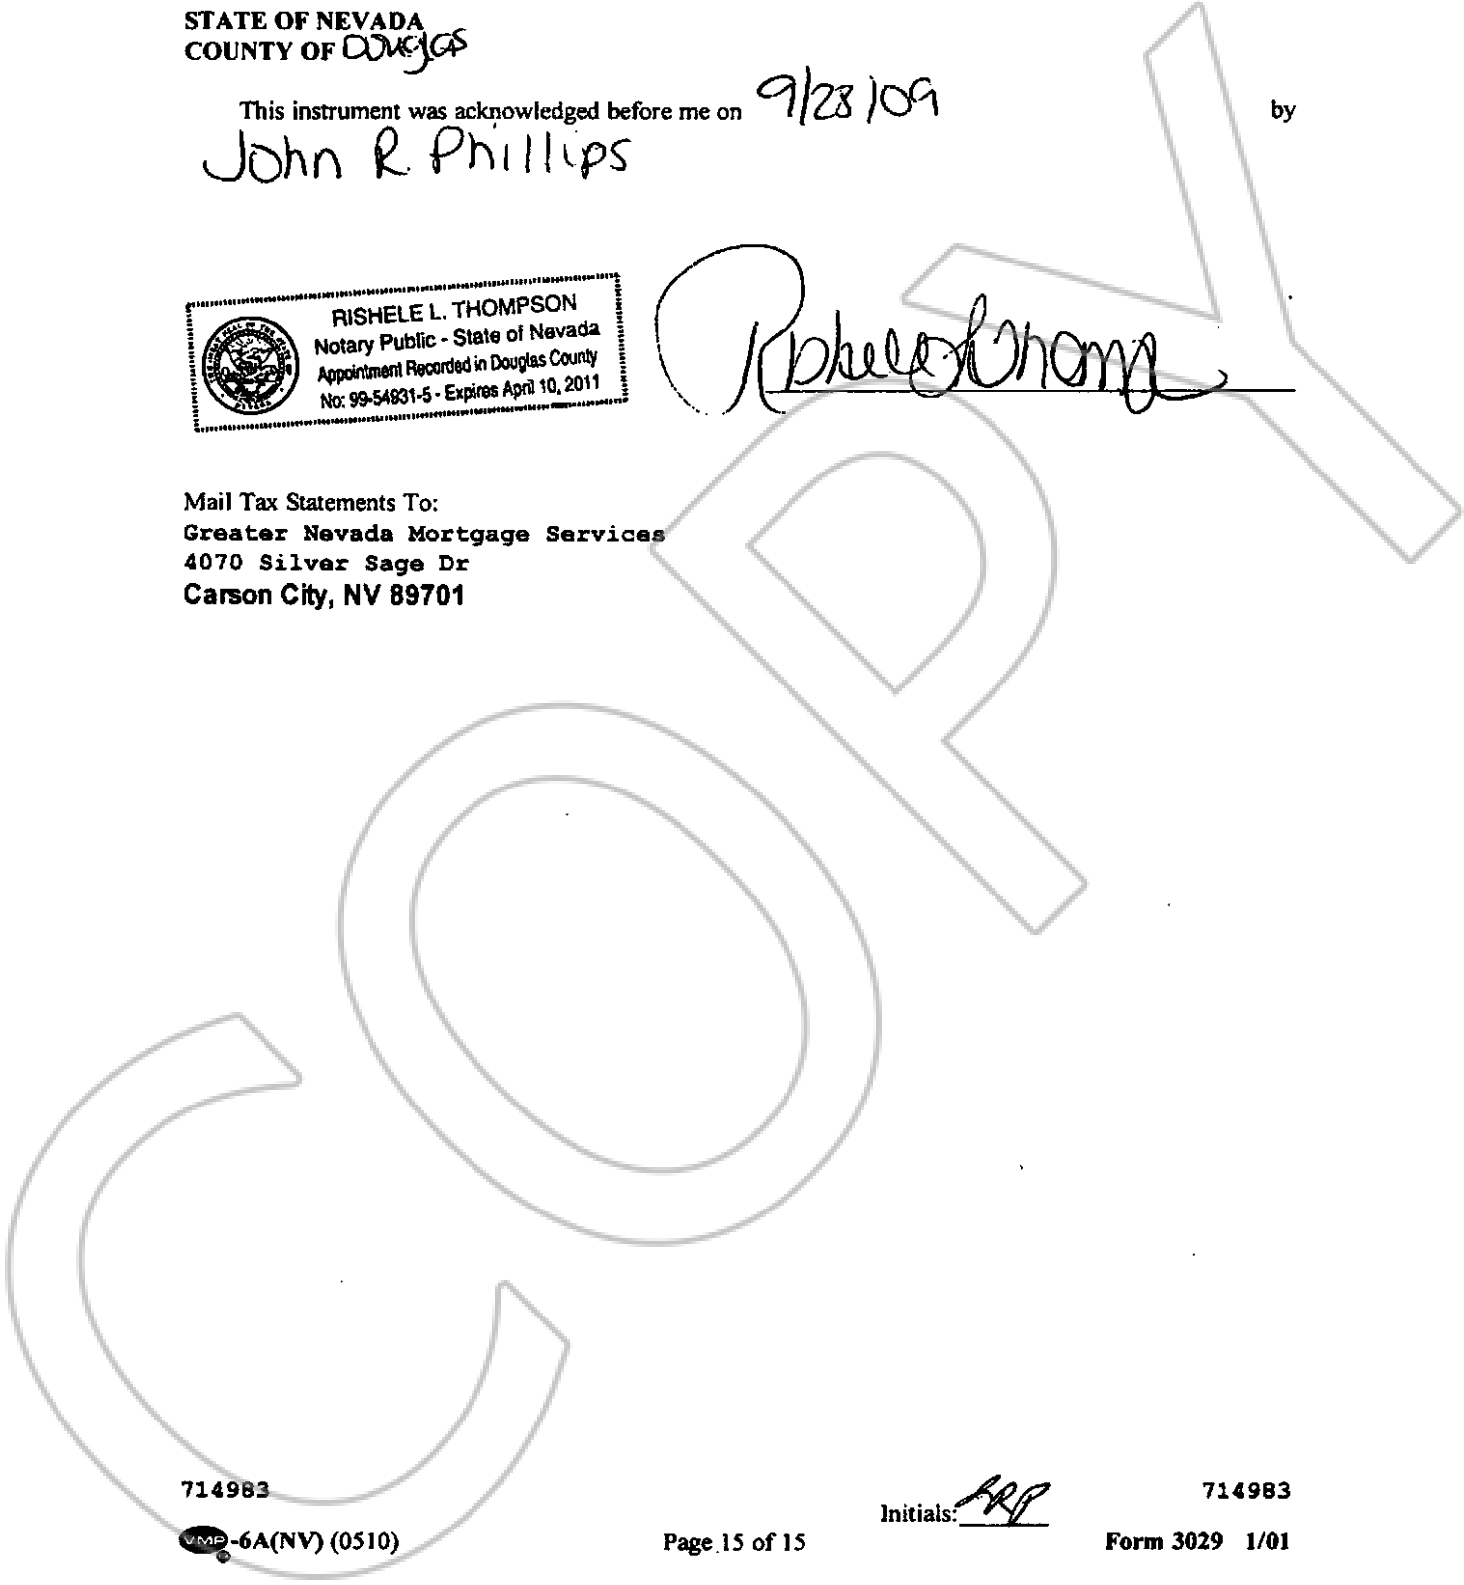 STATE OF NEVADA
COUNTY OF Douglas
This instrument was acknowledged before me on 9/28/09 by
John R. Phillips
RISHELE L. THOMPSON
Notary Public - State of Nevada
Appointment Recorded in Douglas County
No: 99-54931-5 - Expires April 10, 2011
Mail Tax Statements To:
Greater Nevada Mortgage Services
4070 Silver Sage Dr
Carson City, NV 89701
COPY
714983
Initials: JRP 714983
VMP -6A(NV) (0510) Page 15 of 15 Form 3029 1/01